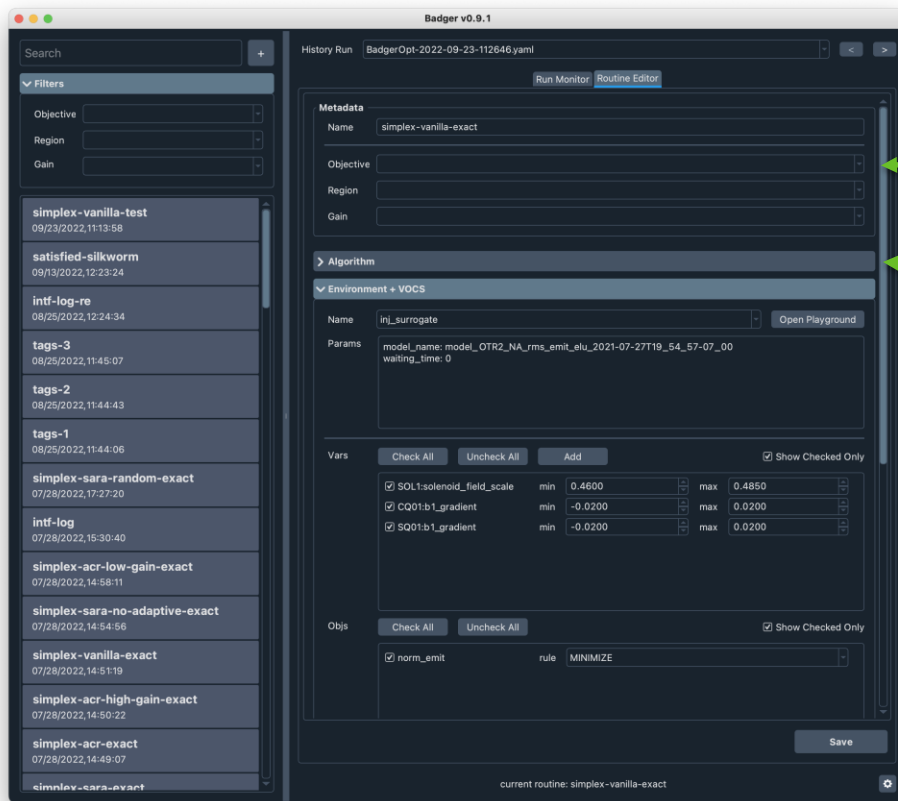 Badger v0.9.1
Search
+
Filters
Objective
Region
Gain
simplex-vanilla-test
09/23/2022,11:13:58
satisfied-silkworm
09/13/2022,12:23:24
intf-log-re
08/25/2022,12:24:34
tags-3
08/25/2022,11:45:07
tags-2
08/25/2022,11:44:43
tags-1
08/25/2022,11:44:06
simplex-sara-random-exact
07/28/2022,17:27:20
intf-log
07/28/2022,15:30:40
simplex-acr-low-gain-exact
07/28/2022,14:58:11
simplex-sara-no-adaptive-exact
07/28/2022,14:54:56
simplex-vanilla-exact
07/28/2022,14:51:19
simplex-acr-high-gain-exact
07/28/2022,14:50:22
simplex-acr-exact
07/28/2022,14:49:07
simplex-sara-exact
History Run BadgerOpt-2022-09-23-112646.yaml < >
Run Monitor Routine Editor
Metadata
Name simplex-vanilla-exact
Objective
Region
Gain
Algorithm
Environment + VOCS
Name inj_surrogate Open Playground
Params model_name: model_OTR2_NA_rms_emit_elu_2021-07-27T19_54_57-07_00
waiting_time: 0
Vars Check All Uncheck All Add Show Checked Only
SOL1:solenoid_field_scale min 0.4600 max 0.4850
CQ01:b1_gradient min -0.0200 max 0.0200
SQ01:b1_gradient min -0.0200 max 0.0200
Objs Check All Uncheck All Show Checked Only
norm_emit rule MINIMIZE
Save
current routine: simplex-vanilla-exact